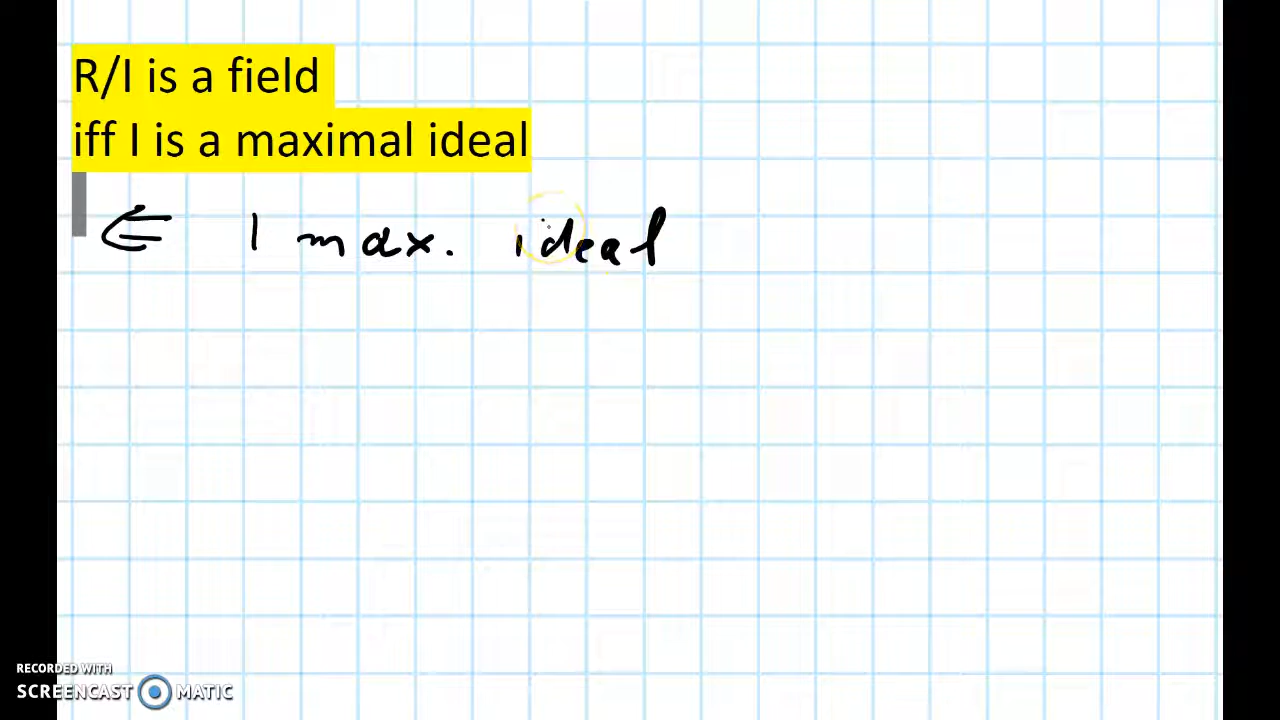 R/I is a field
iff I is a maximal ideal
⇐ I max. ideal
RECORDED WITH
SCREENCAST MATIC